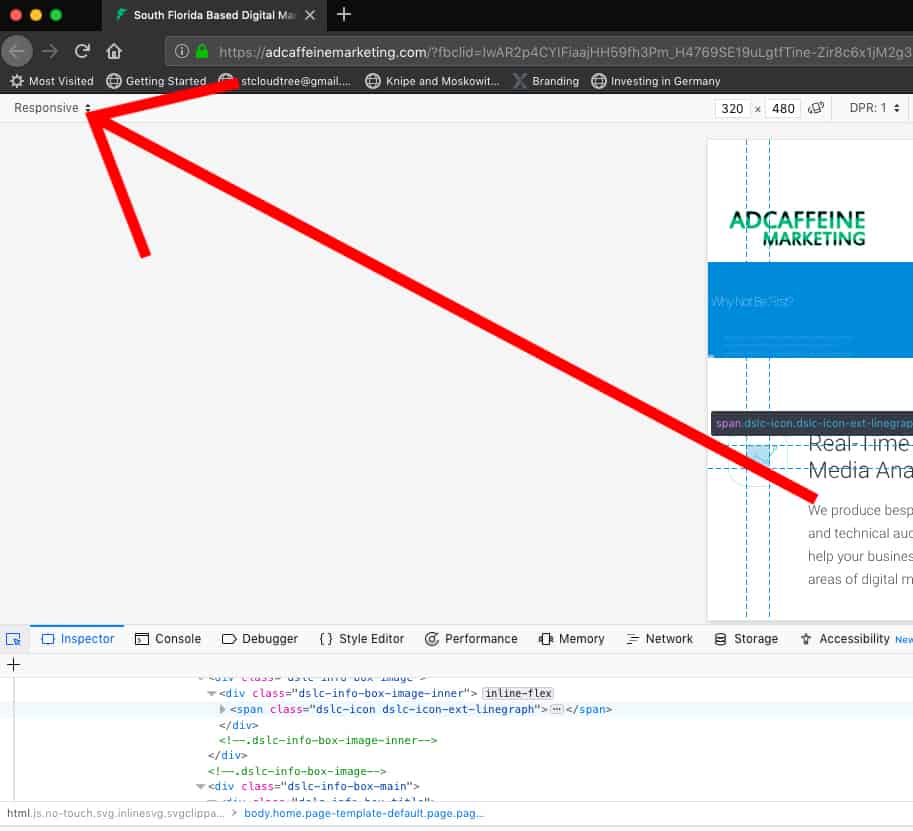 South Florida Based Digital Ma
https://adcaffeinemarketing.com/?fbclid=IwAR2p4CYIFiaajHH59fh3Pm_H4769SE19uLgtfTine-Zir8c6x1jM2g3
Most Visited Getting Started stcloudtree@gmail.... Knipe and Moskowit... Branding Investing in Germany
Responsive 320 x 480 DPR: 1
ADCAFFEINE
MARKETING
Why Not Be First?
span.dslc-icon.dslc-icon-ext-linegrap
Real-Time
Media Ana
We produce besp
and technical aud
help your busines
areas of digital m
Inspector Console Debugger {} Style Editor Performance Memory Network Storage Accessibility New
+
<div class="dslc-info-box-image">
<div class="dslc-info-box-image-inner"> inline-flex
<span class="dslc-icon dslc-icon-ext-linegraph">…</span>
</div>
<!--.dslc-info-box-image-inner-->
</div>
<!--.dslc-info-box-image-->
<div class="dslc-info-box-main">
<div class="dslc-info-box-title">
html.js.no-touch.svg.inlinesvg.svgclippa... > body.home.page-template-default.page.pag...